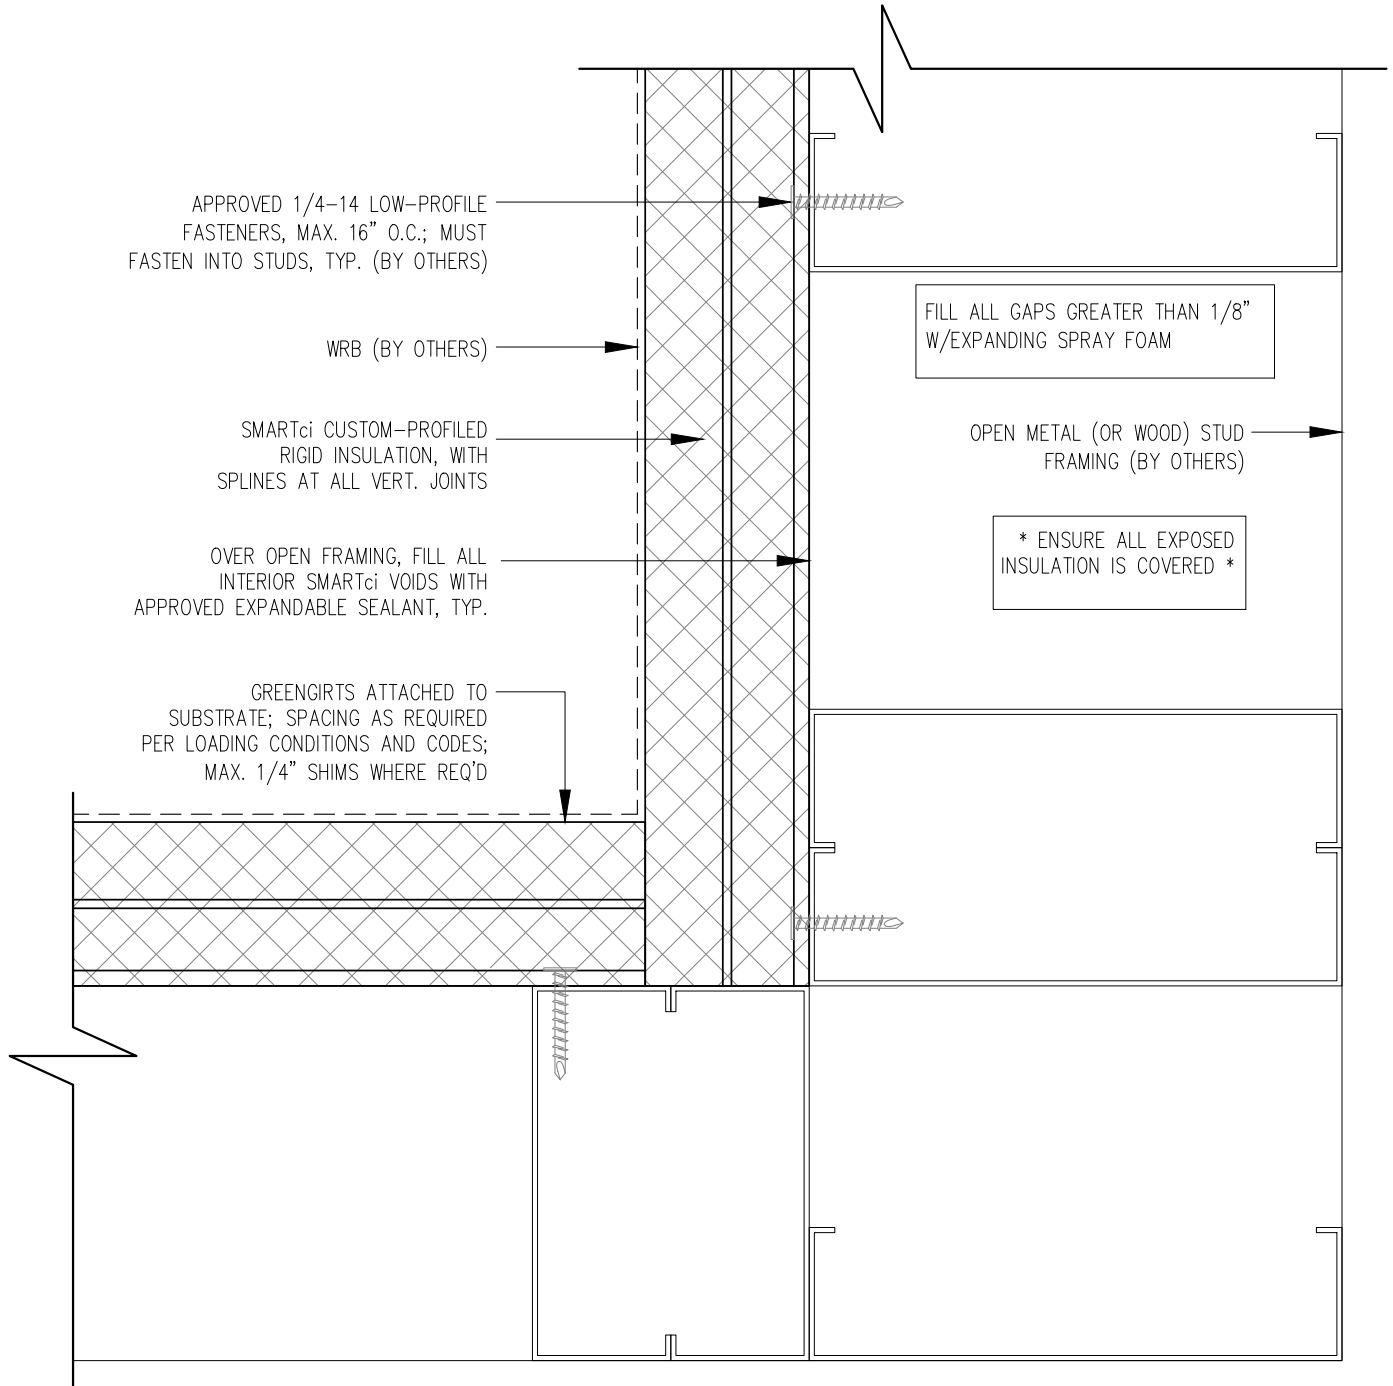 APPROVED 1/4-14 LOW-PROFILE
FASTENERS, MAX. 16" O.C.; MUST
FASTEN INTO STUDS, TYP. (BY OTHERS)
WRB (BY OTHERS)
SMARTci CUSTOM-PROFILED
RIGID INSULATION, WITH
SPLINES AT ALL VERT. JOINTS
OVER OPEN FRAMING, FILL ALL
INTERIOR SMARTci VOIDS WITH
APPROVED EXPANDABLE SEALANT, TYP.
GREENGIRTS ATTACHED TO
SUBSTRATE; SPACING AS REQUIRED
PER LOADING CONDITIONS AND CODES;
MAX. 1/4" SHIMS WHERE REQ'D
FILL ALL GAPS GREATER THAN 1/8"
W/EXPANDING SPRAY FOAM
OPEN METAL (OR WOOD) STUD
FRAMING (BY OTHERS)
* ENSURE ALL EXPOSED
INSULATION IS COVERED *